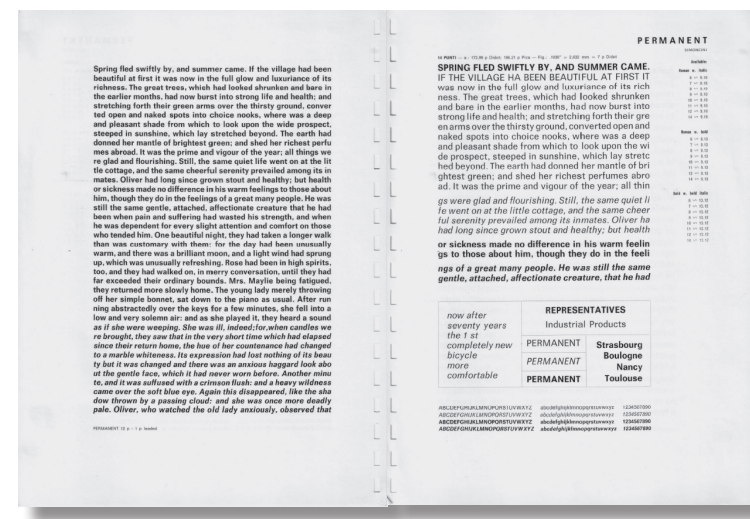 Spring fled swiftly by, and summer came. If the village had been
beautiful at first it was now in the full glow and luxuriance of its
richness. The great trees, which had looked shrunken and bare in
the earlier months, had now burst into strong life and health; and
stretching forth their green arms over the thirsty ground, conver
ted open and naked spots into choice nooks, where was a deep
and pleasant shade from which to look upon the wide prospect,
steeped in sunshine, which lay stretched beyond. The earth had
donned her mantle of brightest green; and shed her richest perfu
mes abroad. It was the prime and vigour of the year; all things we
re glad and flourishing. Still, the same quiet life went on at the lit
tle cottage, and the same cheerful serenity prevailed among its in
mates. Oliver had long since grown stout and healthy; but health
or sickness made no difference in his warm feelings to those about
him, though they do in the feelings of a great many people. He was
still the same gentle, attached, affectionate creature that he had
been when pain and suffering had wasted his strength, and when
he was dependent for every slight attention and comfort on those
who tended him. One beautiful night, they had taken a longer walk
than was customary with them: for the day had been unusually
warm, and there was a brilliant moon, and a light wind had sprung
up, which was unusually refreshing. Rose had been in high spirits,
too, and they had walked on, in merry conversation, until they had
far exceeded their ordinary bounds. Mrs. Maylie being fatigued,
they returned more slowly home. The young lady merely throwing
off her simple bonnet, sat down to the piano as usual. After run
ning abstractedly over the keys for a few minutes, she fell into a
low and very solemn air: and as she played it, they heard a sound
as if she were weeping. She was ill, indeed;for,when candles we
re brought, they saw that in the very short time which had elapsed
since their return home, the hue of her contenance had changed
to a marble whiteness. Its expression had lost nothing of its beau
ty but it was changed and there was an anxious haggard look abo
ut the gentle face, which it had never worn before. Another minu
te, and it was suffused with a crimson flush: and a heavy wildness
came over the soft blue eye. Again this disappeared, like the sha
dow thrown by a passing cloud: and she was once more deadly
pale. Oliver, who watched the old lady anxiously, observed that
PERMANENT 12 p - 1 p leaded
PERMANENT
SPRING FLED SWIFTLY BY, AND SUMMER CAME.
IF THE VILLAGE HA BEEN BEAUTIFUL AT FIRST IT
was now in the full glow and luxuriance of its rich
ness. The great trees, which had looked shrunken
and bare in the earlier months, had now burst into
strong life and health; and stretching forth their gre
en arms over the thirsty ground, converted open and
naked spots into choice nooks, where was a deep
and pleasant shade from which to look upon the wi
de prospect, steeped in sunshine, which lay stretc
hed beyond. The earth had donned her mantle of bri
ghtest green; and shed her richest perfumes abro
ad. It was the prime and vigour of the year; all thin
gs were glad and flourishing. Still, the same quiet li
fe went on at the little cottage, and the same cheer
ful serenity prevailed among its inmates. Oliver ha
had long since grown stout and healthy; but health
or sickness made no difference in his warm feelin
gs to those about him, though they do in the feeli
ngs of a great many people. He was still the same
gentle, attached, affectionate creature, that he had
now after
seventy years
the 1 st
completely new
bicycle
more
comfortable
REPRESENTATIVES
Industrial Products
PERMANENT
PERMANENT
PERMANENT
Strasbourg
Boulogne
Nancy
Toulouse
ABCDEFGHIJKLMNOPQRSTUVWXYZ abcdefghijklmnopqrstuvwxyz 1234567890
ABCDEFGHIJKLMNOPQRSTUVWXYZ abcdefghijklmnopqrstuvwxyz 1234567890
ABCDEFGHIJKLMNOPQRSTUVWXYZ abcdefghijklmnopqrstuvwxyz 1234567890
ABCDEFGHIJKLMNOPQRSTUVWXYZ abcdefghijklmnopqrstuvwxyz 1234567890